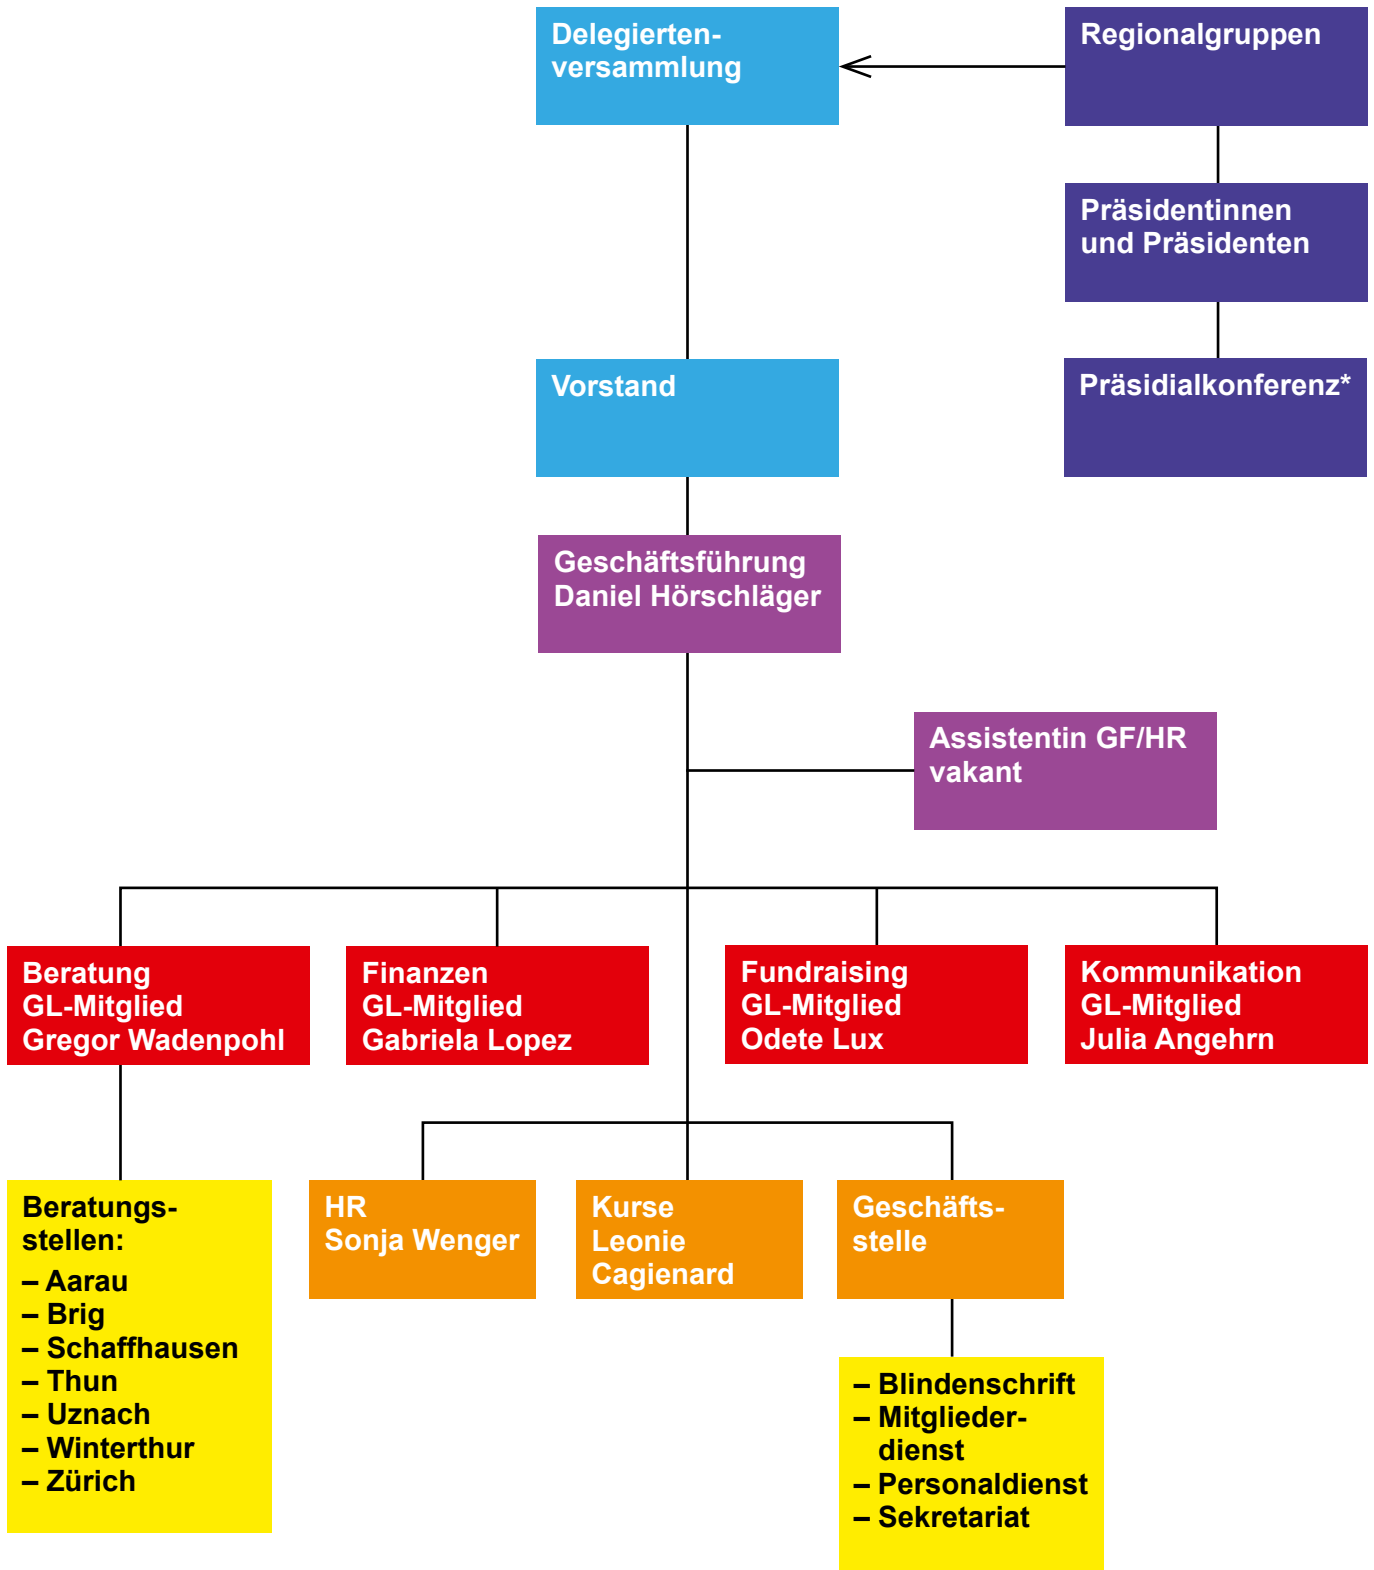 Delegierten-
versammlung
Regionalgruppen
Präsidentinnen
und Präsidenten
Vorstand
Präsidialkonferenz*
Geschäftsführung
Daniel Hörschläger
Assistentin GF/HR
vakant
Beratung
GL-Mitglied
Gregor Wadenpohl
Finanzen
GL-Mitglied
Gabriela Lopez
Fundraising
GL-Mitglied
Odete Lux
Kommunikation
GL-Mitglied
Julia Angehrn
Beratungs-
stellen:
– Aarau
– Brig
– Schaffhausen
– Thun
– Uznach
– Winterthur
– Zürich
HR
Sonja Wenger
Kurse
Leonie
Cagienard
Geschäfts-
stelle
– Blindenschrift
– Mitglieder-
dienst
– Personaldienst
– Sekretariat